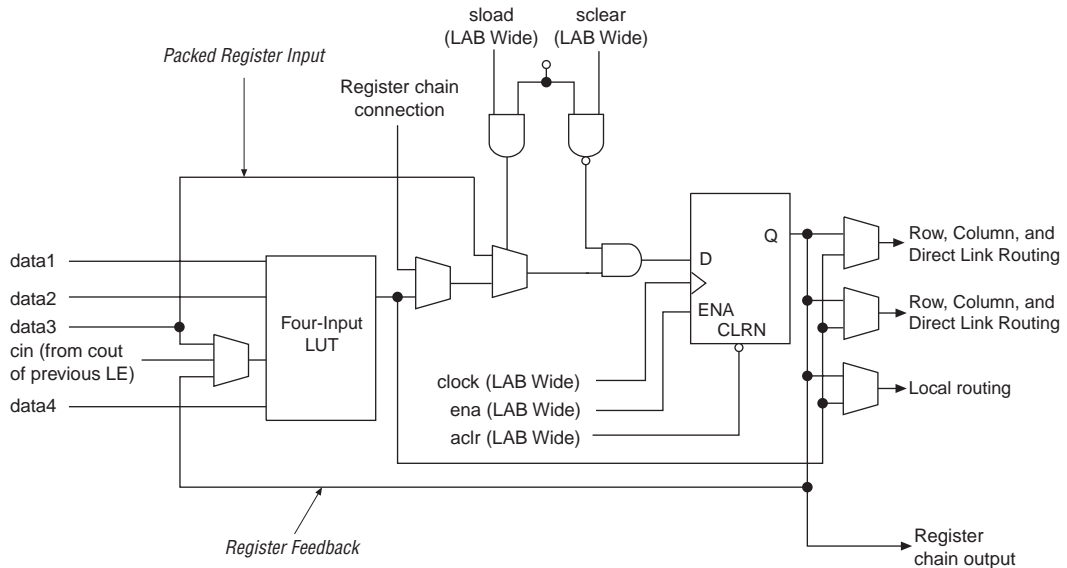 sload
(LAB Wide)
sclear
(LAB Wide)
Packed Register Input
Register chain
connection
data1
data2
data3
cin (from cout
of previous LE)
data4
Four-Input
LUT
D
Q
ENA
CLRN
clock (LAB Wide)
ena (LAB Wide)
aclr (LAB Wide)
Row, Column, and
Direct Link Routing
Row, Column, and
Direct Link Routing
Local routing
Register Feedback
Register
chain output